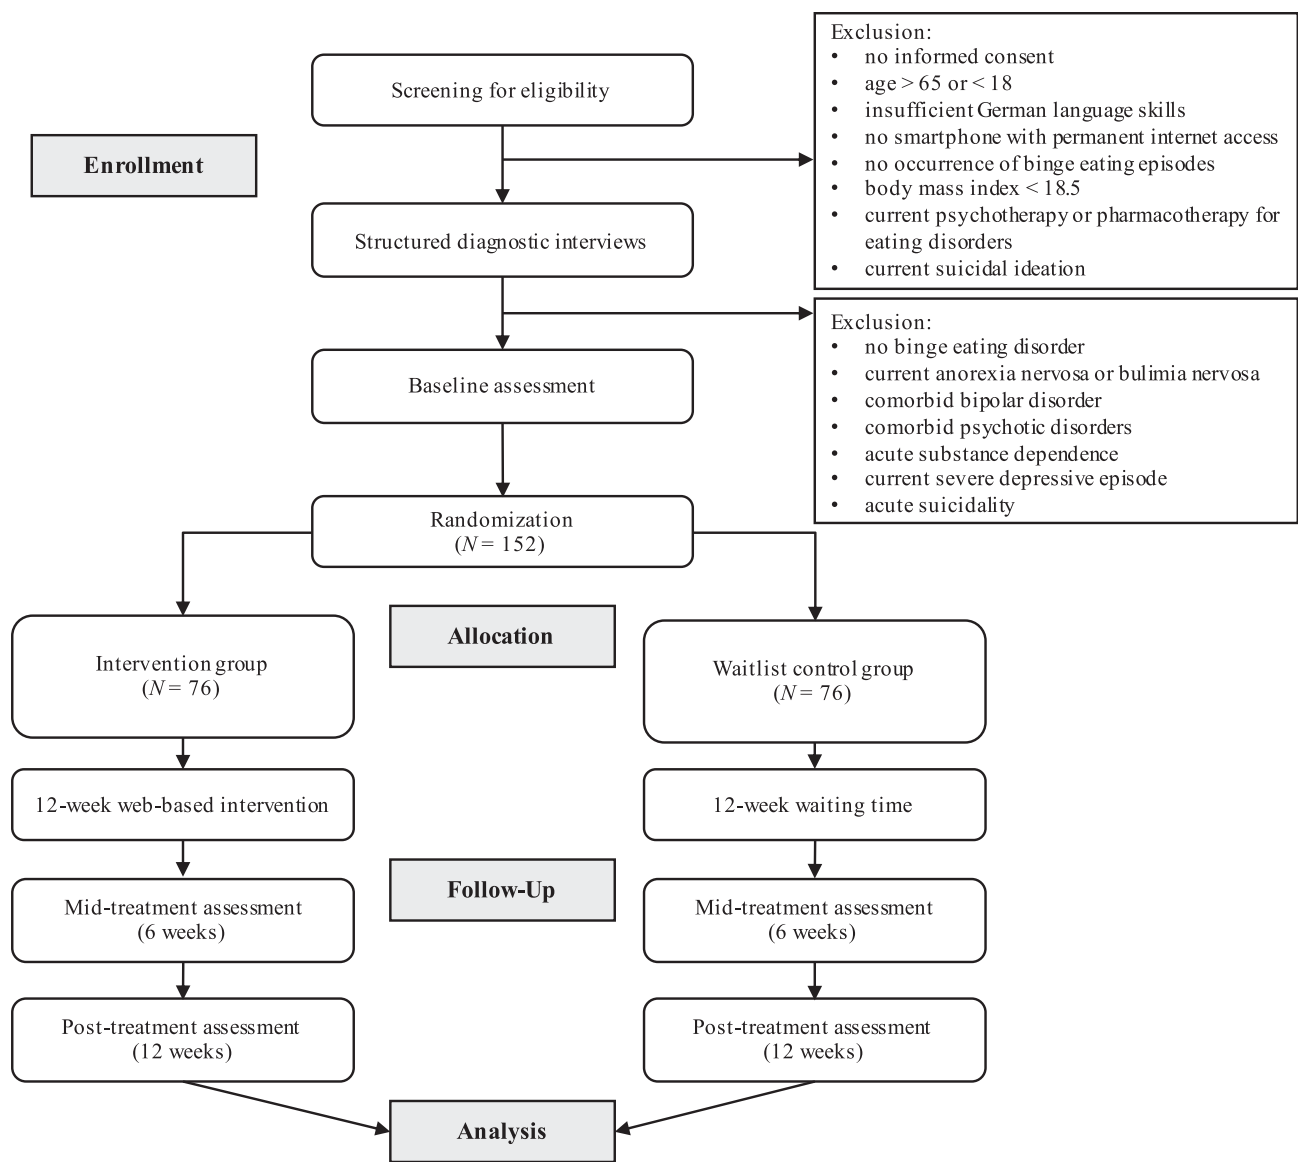 Screening for eligibility
Exclusion:
• no informed consent
• age > 65 or < 18
• insufficient German language skills
• no smartphone with permanent internet access
• no occurrence of binge eating episodes
• body mass index < 18.5
• current psychotherapy or pharmacotherapy for
eating disorders
• current suicidal ideation
Enrollment
Structured diagnostic interviews
Exclusion:
• no binge eating disorder
• current anorexia nervosa or bulimia nervosa
• comorbid bipolar disorder
• comorbid psychotic disorders
• acute substance dependence
• current severe depressive episode
• acute suicidality
Baseline assessment
Randomization
(N = 152)
Allocation
Intervention group
(N = 76)
Waitlist control group
(N = 76)
12-week web-based intervention
12-week waiting time
Follow-Up
Mid-treatment assessment
(6 weeks)
Mid-treatment assessment
(6 weeks)
Post-treatment assessment
(12 weeks)
Post-treatment assessment
(12 weeks)
Analysis